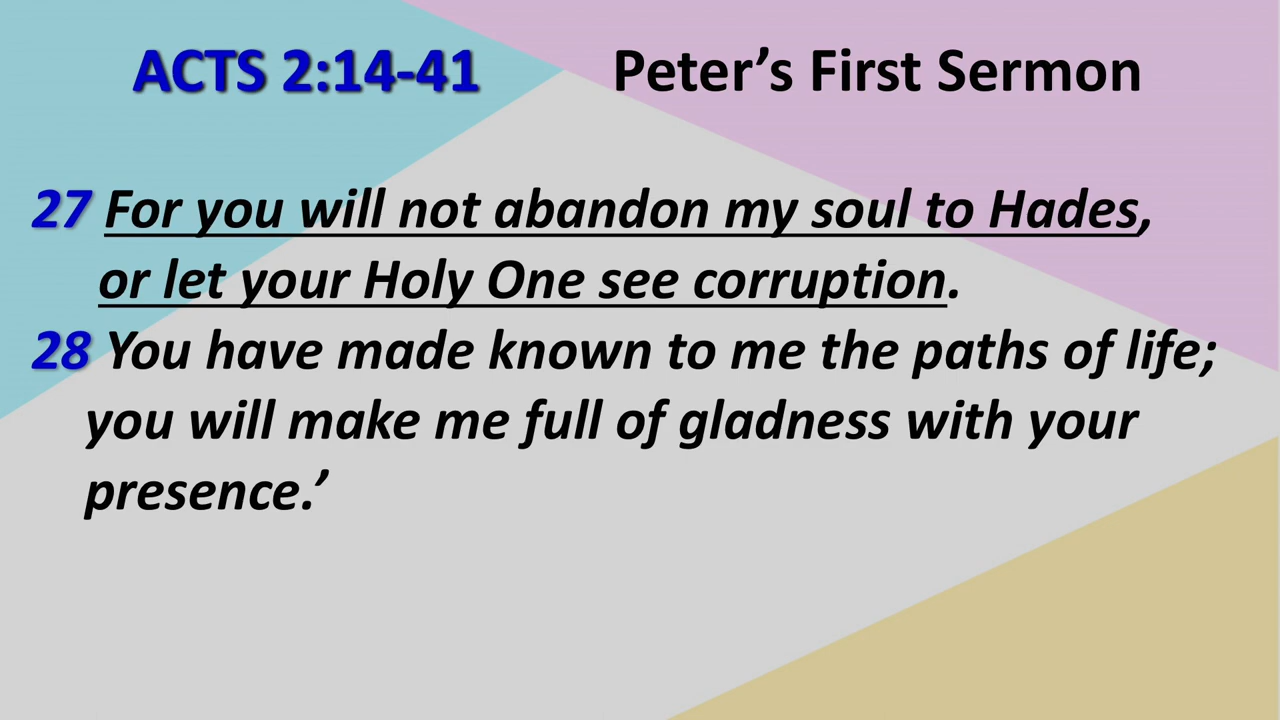 ACTS 2:14-41 Peter’s First Sermon
27 For you will not abandon my soul to Hades,
or let your Holy One see corruption.
28 You have made known to me the paths of life;
you will make me full of gladness with your
presence.’